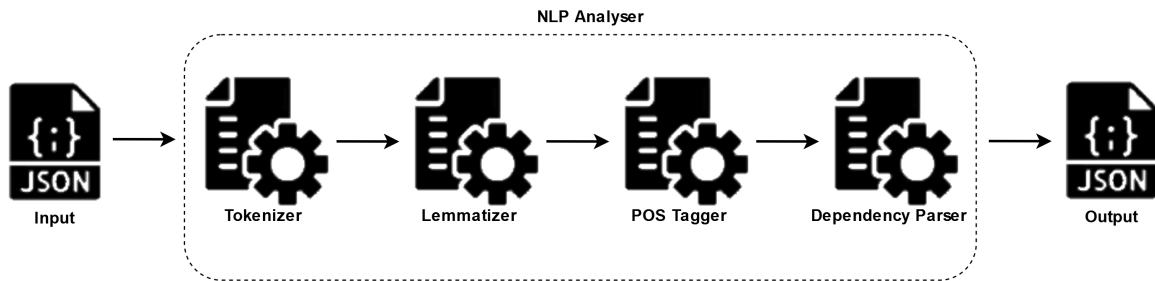 NLP Analyser
{;}
JSON
Input
Tokenizer
Lemmatizer
POS Tagger
Dependency Parser
{;}
JSON
Output